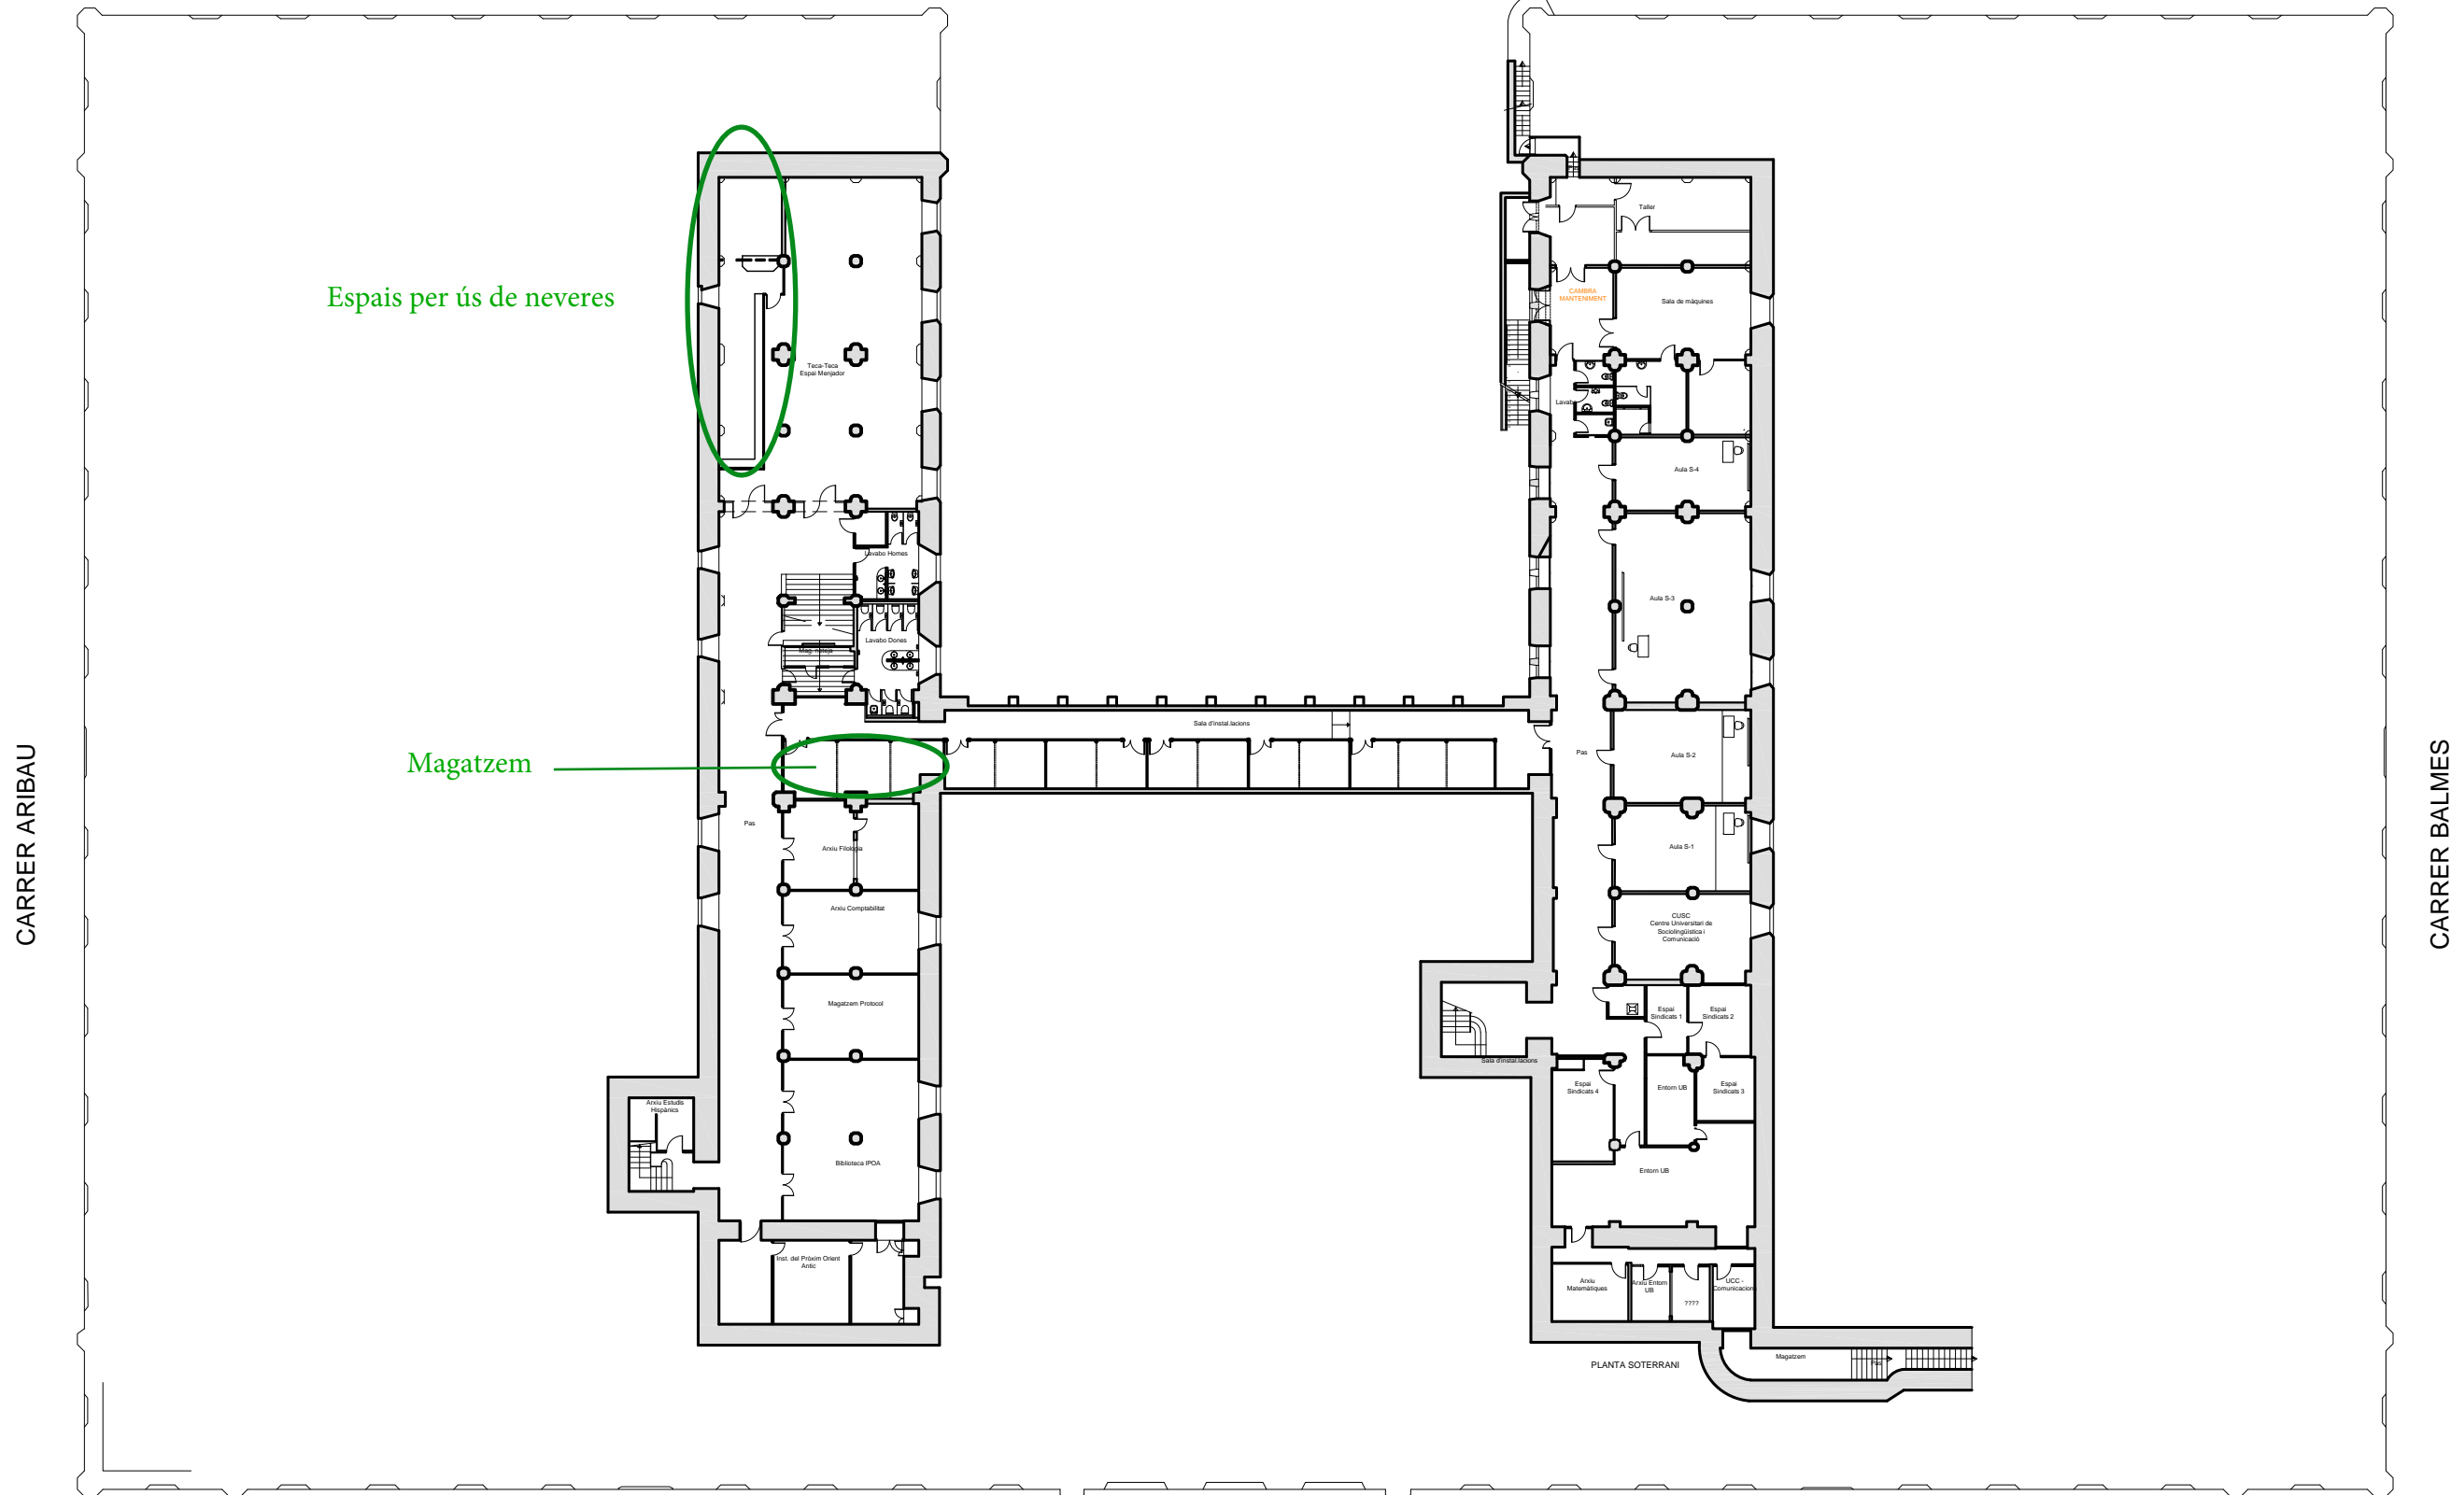 Espais per ús de neveres
Magatzem
CARRER ARIBAU
CARRER BALMES
Teca-Teca
Espai Menjador
Lavabo Homes
Lavabo Dones
Mag. neteja
Sala d'instal.lacions
Pas
Arxiu Filologia
Arxiu Comptabilitat
Magatzem Protocol
Arxiu Estudis
Hispànics
Biblioteca IPOA
Inst. del Pròxim Orient
Antic
Taller
CAMBRA
MANTENIMENT
Sala de màquines
Lavabo
Aula S-4
Aula S-3
Pas
Aula S-2
Aula S-1
CUSC
Centre Universitari de
Sociolingüística i
Comunicació
Espai
Sindicats 1
Espai
Sindicats 2
Sala d'instal.lacions
Espai
Sindicats 4
Entorn UB
Espai
Sindicats 3
Entorn UB
Arxiu
Matemàtiques
Arxiu Entorn
UB
????
UCC -
Comunicacions
Magatzem
Pas
PLANTA SOTERRANI